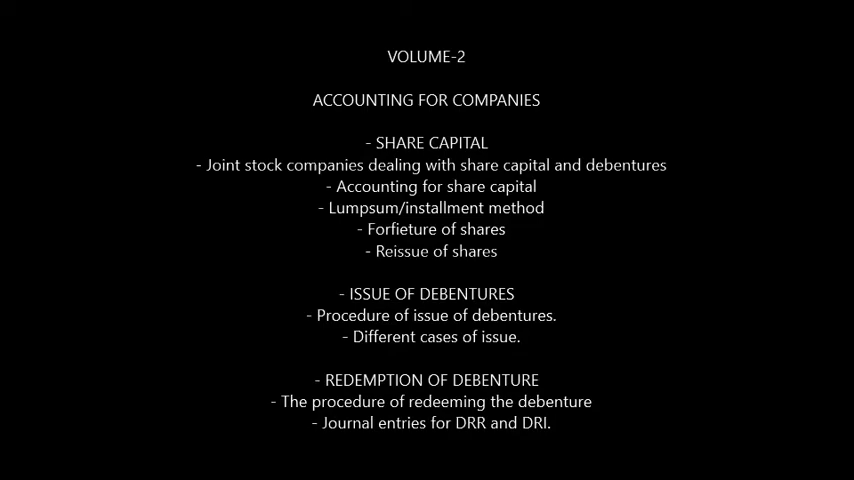 VOLUME-2
ACCOUNTING FOR COMPANIES
- SHARE CAPITAL
- Joint stock companies dealing with share capital and debentures
- Accounting for share capital
- Lumpsum/installment method
- Forfieture of shares
- Reissue of shares
- ISSUE OF DEBENTURES
- Procedure of issue of debentures.
- Different cases of issue.
- REDEMPTION OF DEBENTURE
- The procedure of redeeming the debenture
- Journal entries for DRR and DRI.